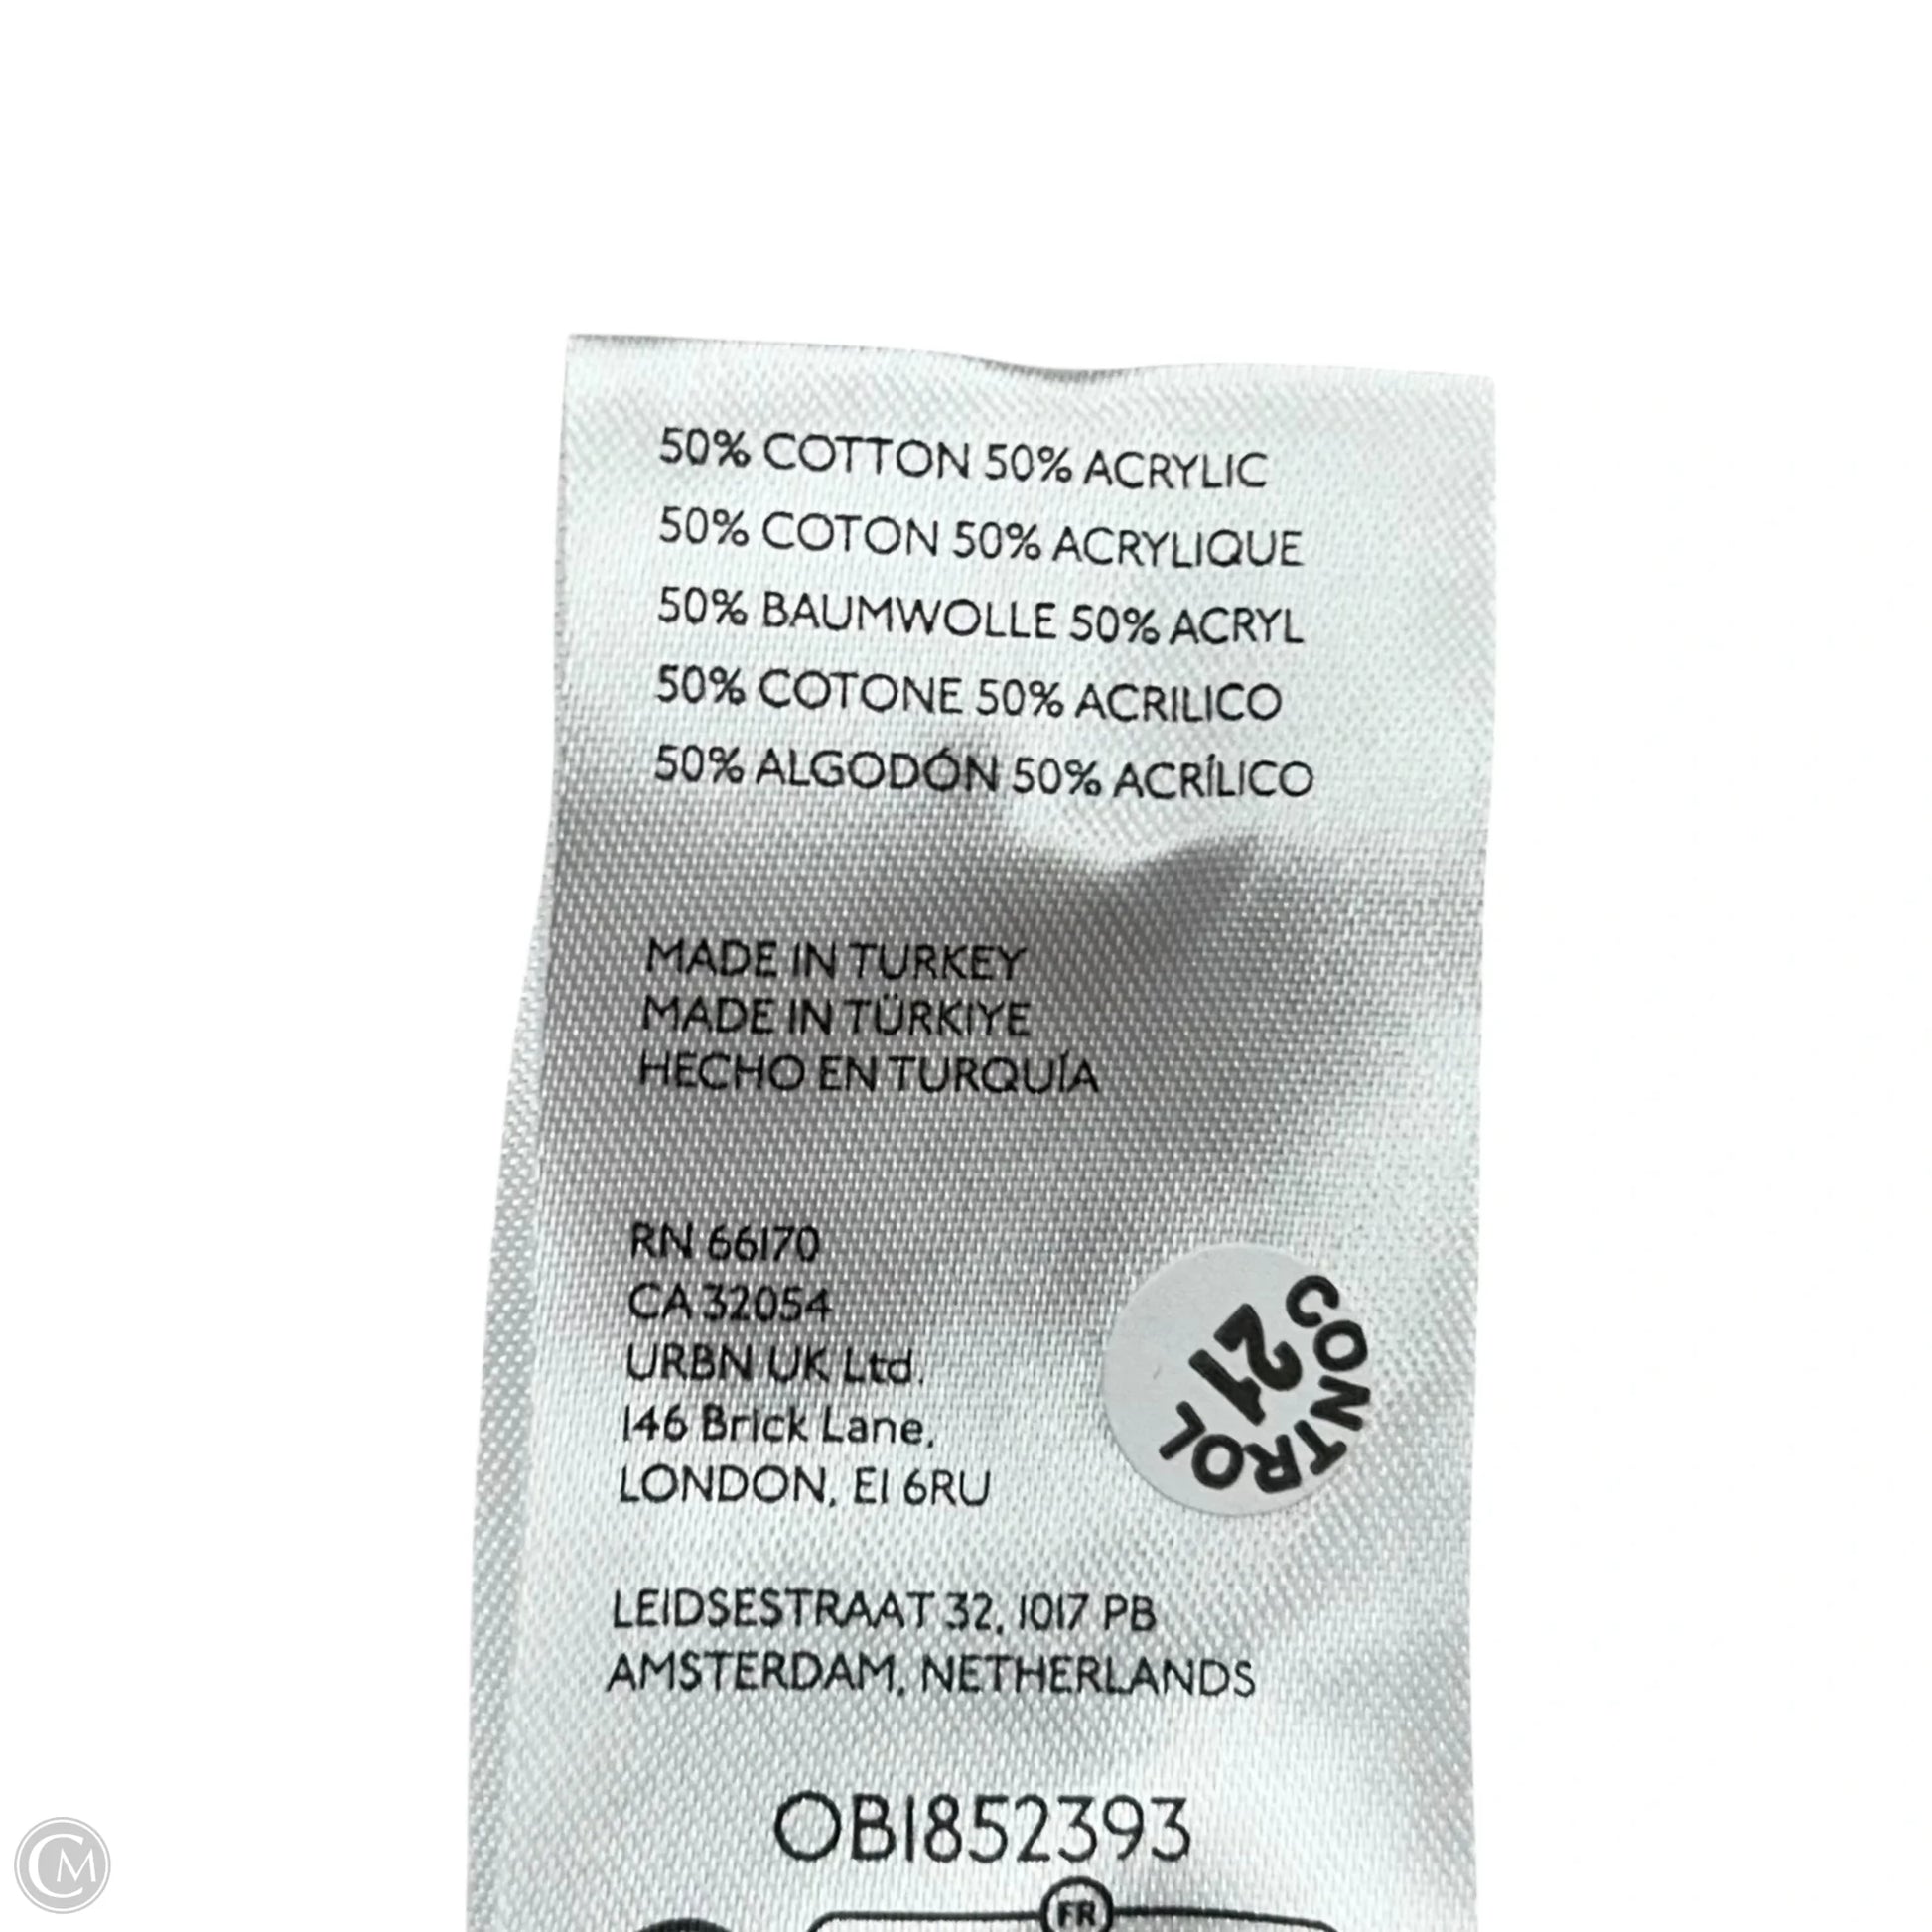 50% COTTON 50% ACRYLIC
50% COTON 50% ACRYLIQUE
50% BAUMWOLLE 50% ACRYL
50% COTONE 50% ACRILICO
50% ALGODÓN 50% ACRÍLICO
MADE IN TURKEY
MADE IN TÜRKIYE
HECHO EN TURQUÍA
RN 66170
CA 32054
URBN UK Ltd.
146 Brick Lane,
LONDON, E1 6RU
CONTROL
21
LEIDSESTRAAT 32, 1017 PB
AMSTERDAM, NETHERLANDS
OB1852393
FR
CM